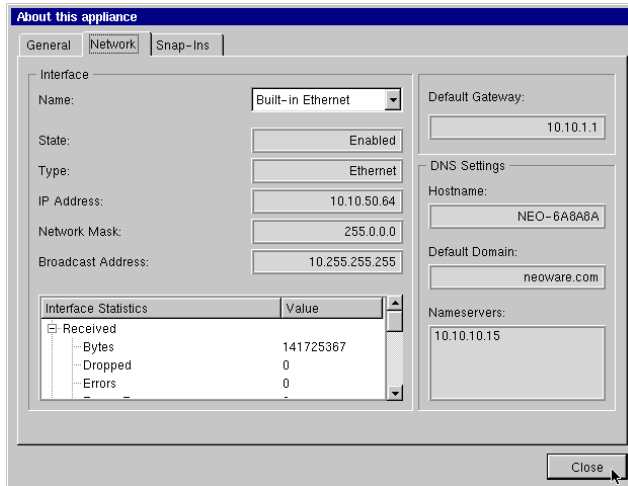 About this appliance
General Network Snap-Ins
Interface
Name: Built-in Ethernet
State: Enabled
Type: Ethernet
IP Address: 10.10.50.64
Network Mask: 255.0.0.0
Broadcast Address: 10.255.255.255
Interface Statistics Value
Received
Bytes 141725367
Dropped 0
Errors 0
Default Gateway:
10.10.1.1
DNS Settings
Hostname:
NEO-6A8A8A
Default Domain:
neoware.com
Nameservers:
10.10.10.15
Close